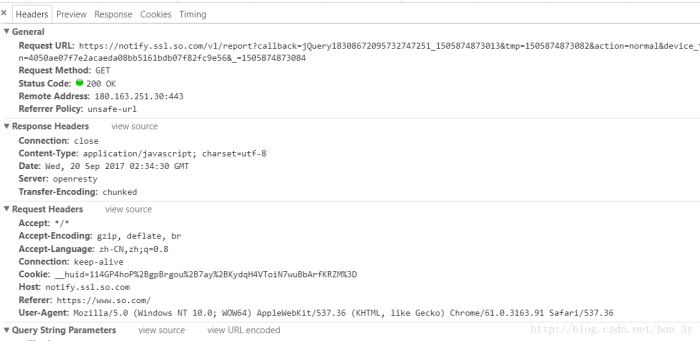 × Headers Preview Response Cookies Timing
▼ General
Request URL: https://notify.ssl.so.com/v1/report?callback=jQuery18308672095732747251_1505874873013&tmp=1505874873082&action=normal&device_
n=4050ae07f7e2acaeda08bb5161bdb07f82fc9e56&_=1505874873084
Request Method: GET
Status Code: 200 OK
Remote Address: 180.163.251.30:443
Referrer Policy: unsafe-url
▼ Response Headers view source
Connection: close
Content-Type: application/javascript; charset=utf-8
Date: Wed, 20 Sep 2017 02:34:30 GMT
Server: openresty
Transfer-Encoding: chunked
▼ Request Headers view source
Accept: */*
Accept-Encoding: gzip, deflate, br
Accept-Language: zh-CN,zh;q=0.8
Connection: keep-alive
Cookie: __huid=114GP4hoP%2BgpBrgou%2B7ay%2BKydqH4VToiN7wuBbArfKRZM%3D
Host: notify.ssl.so.com
Referer: https://www.so.com/
User-Agent: Mozilla/5.0 (Windows NT 10.0; WOW64) AppleWebKit/537.36 (KHTML, like Gecko) Chrome/61.0.3163.91 Safari/537.36
▼ Query String Parameters view source view URL encoded
http://blog.csdn.net/hon_3y